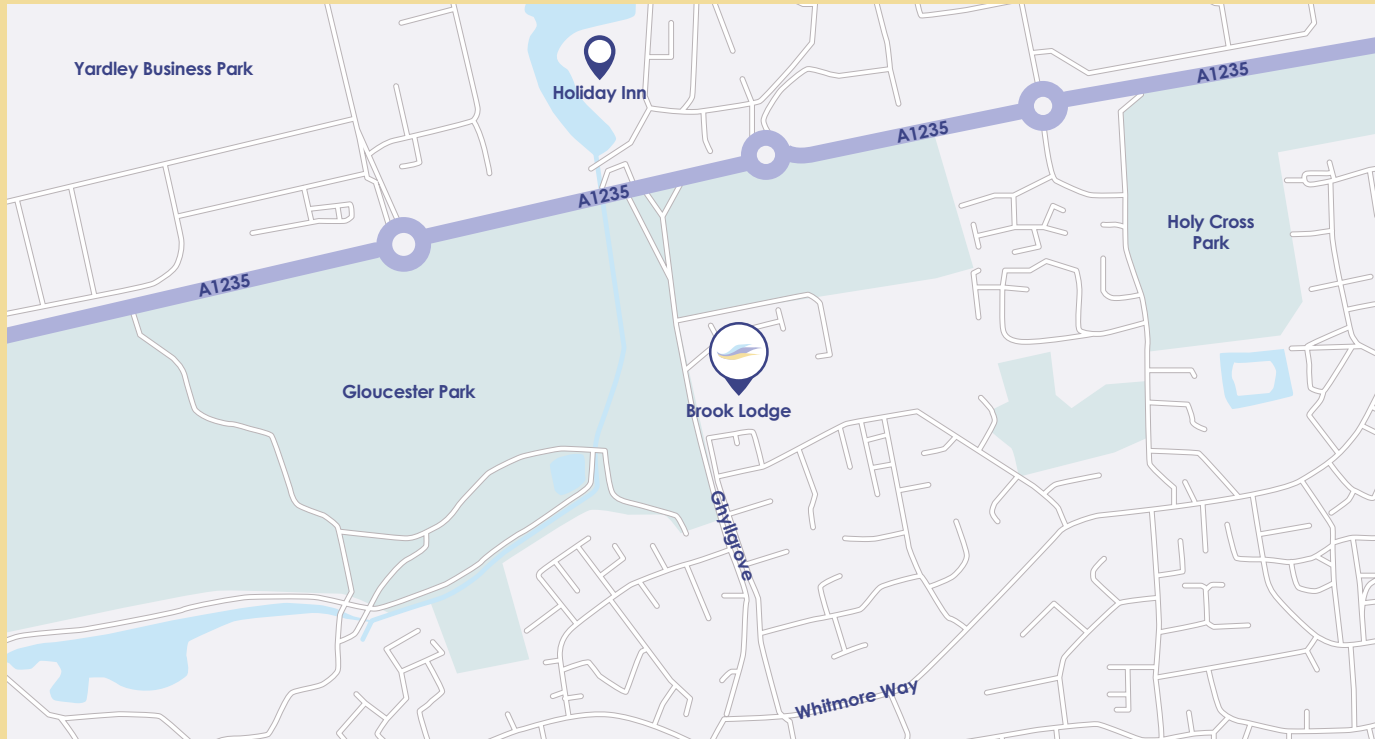 Yardley Business Park
Holiday Inn
A1235
A1235
A1235
A1235
Holy Cross
Park
Gloucester Park
Brook Lodge
Ghyllgrove
Whitmore Way